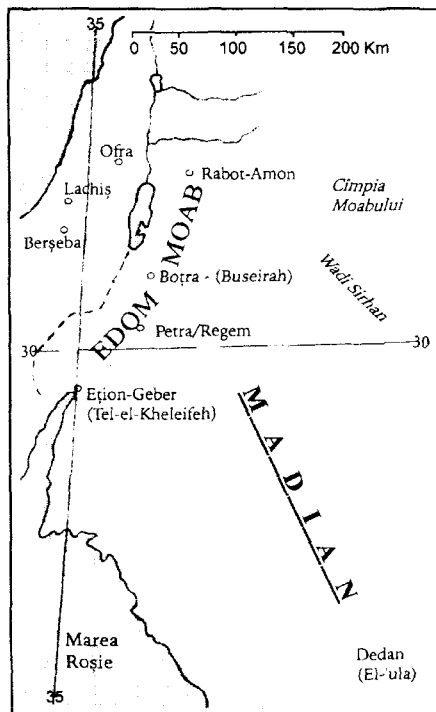 35
0 50 100 150 200 Km
Ofra
Rabot-Amon
Lachiș
Cîmpia
Moabului
Berșeba
MOAB
Wadi Sirhan
Boțra - (Buseirah)
EDOM
Petra/Regem
30
30
Ețion-Geber
(Tel-el-Kheleifeh)
MADIAN
Marea
Roșie
Dedan
(El-'ula)
35